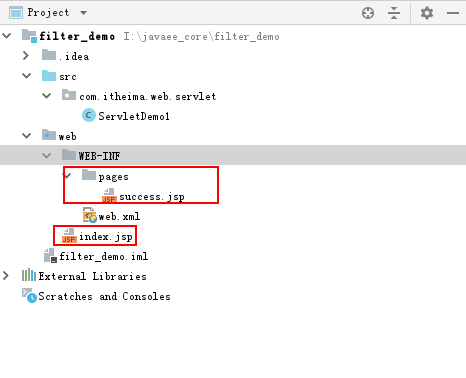 Project
filter_demo I:\javaee_core\filter_demo
.idea
src
com.itheima.web.servlet
ServletDemo1
web
WEB-INF
pages
JSP success.jsp
web.xml
JSP index.jsp
filter_demo.iml
External Libraries
Scratches and Consoles